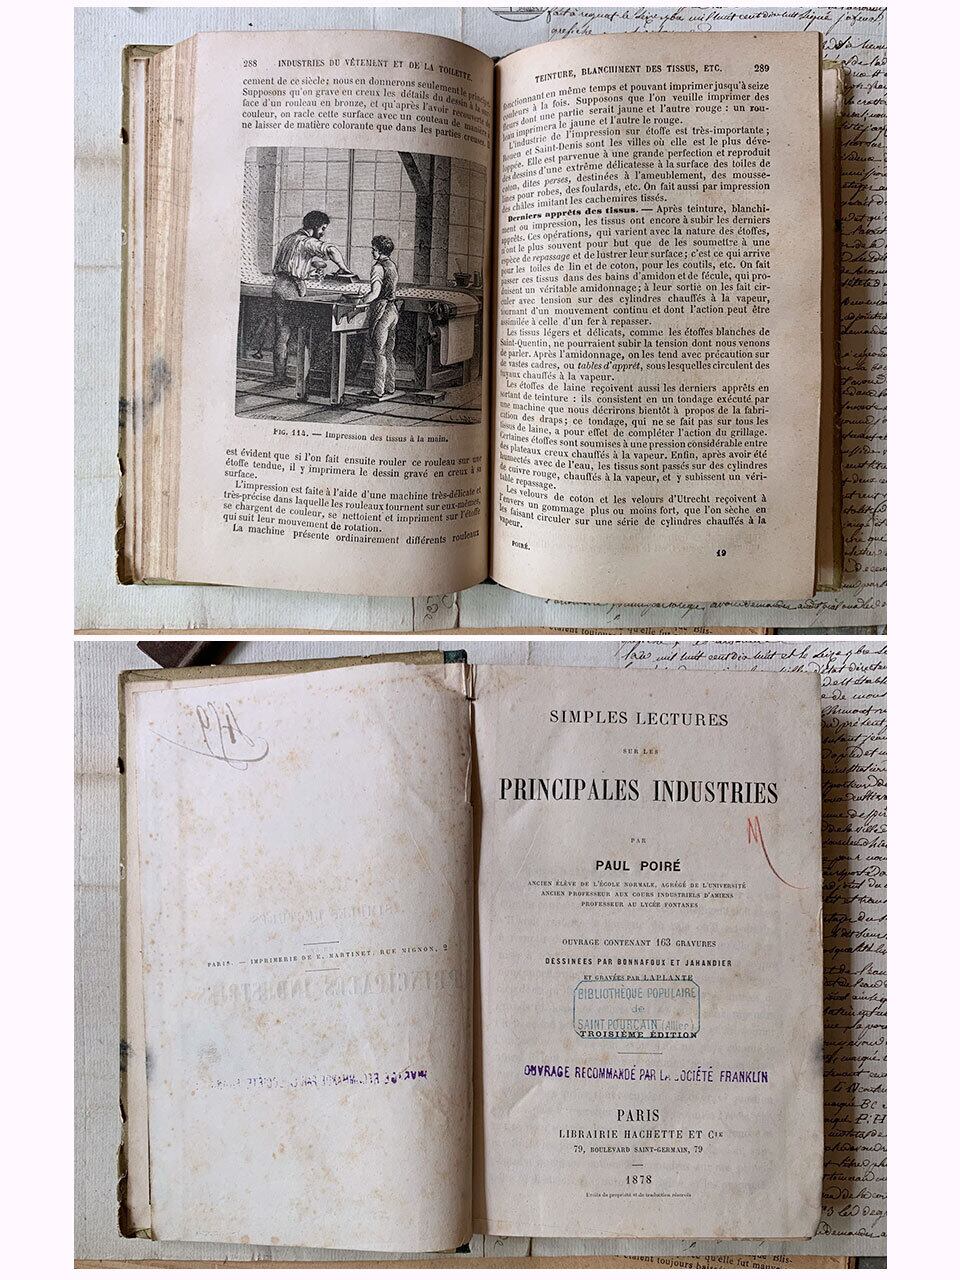 288 INDUSTRIES DU VÊTEMENT ET DE LA TOILETTE.
cement de ce siècle; nous en donnerons seulement le principe.
Supposons qu'on grave en creux les détails du dessin à la
face d'un rouleau en bronze, et qu'après l'avoir recouverte de
couleur, on racle cette surface avec un couteau de manière à
ne laisser de matière colorante que dans les parties creuses. Il
FIG. 114. — Impression des tissus à la main.
est évident que si l'on fait ensuite rouler ce rouleau sur une
étoffe tendue, il y imprimera le dessin gravé en creux à sa
surface.
L'impression est faite à l'aide d'une machine très-délicate et
très-précise dans laquelle les rouleaux tournent sur eux-mêmes,
se chargent de couleur, se nettoient et impriment sur l'étoffe
qui suit leur mouvement de rotation.
La machine présente ordinairement différents rouleaux
TEINTURE, BLANCHIMENT DES TISSUS, ETC. 289
fonctionnant en même temps et pouvant imprimer jusqu'à seize
couleurs à la fois. Supposons que l'on veuille imprimer des
fleurs dont une partie serait jaune et l'autre rouge : un rou-
leau imprimera le jaune et l'autre le rouge.
L'industrie de l'impression sur étoffe est très-importante ;
Rouen et Saint-Denis sont les villes où elle est le plus déve-
loppée. Elle est parvenue à une grande perfection et reproduit
des dessins d'une extrême délicatesse à la surface des toiles de
coton, dites perses, destinées à l'ameublement, des mousse-
lines pour robes, des foulards, etc. On fait aussi par impression
des châles imitant les cachemires tissés.
Derniers apprêts des tissus. — Après teinture, blanchi-
ment ou impression, les tissus ont encore à subir les derniers
apprêts. Ces opérations, qui varient avec la nature des étoffes,
n'ont le plus souvent pour but que de les soumettre à une
espèce de repassage et de lustrer leur surface ; c'est ce qui arrive
pour les toiles de lin et de coton, pour les coutils, etc. On fait
passer ces tissus dans des bains d'amidon et de fécule, qui pro-
duisent un véritable amidonnage ; à leur sortie on les fait cir-
culer avec tension sur des cylindres chauffés à la vapeur,
tournant d'un mouvement continu et dont l'action peut être
assimilée à celle d'un fer à repasser.
Les tissus légers et délicats, comme les étoffes blanches de
Saint-Quentin, ne pourraient subir la tension dont nous venons
de parler. Après l'amidonnage, on les tend avec précaution sur
de vastes cadres, ou tables d'apprêt, sous lesquelles circulent des
tuyaux chauffés à la vapeur.
Les étoffes de laine reçoivent aussi les derniers apprêts en
sortant de teinture : ils consistent en un tondage exécuté par
une machine que nous décrirons bientôt à propos de la fabri-
cation des draps; ce tondage, qui ne se fait pas sur tous les
tissus de laine, a pour effet de compléter l'action du grillage.
Certaines étoffes sont soumises à une pression considérable entre
des plateaux creux chauffés à la vapeur. Enfin, après avoir été
humectés avec de l'eau, les tissus sont passés sur des cylindres
de cuivre rouge, chauffés à la vapeur, et y subissent un véri-
table repassage.
Les velours de coton et les velours d'Utrecht reçoivent à
l'envers un gommage plus ou moins fort, que l'on sèche en
les faisant circuler sur une série de cylindres chauffés à la
vapeur.
POIRÉ. 19
PARIS. — IMPRIMERIE DE E. MARTINET, RUE MIGNON, 2
SIMPLES LECTURES
SUR LES
PRINCIPALES INDUSTRIES
PAR
PAUL POIRÉ
ANCIEN ÉLÈVE DE L'ÉCOLE NORMALE, AGRÉGÉ DE L'UNIVERSITÉ
ANCIEN PROFESSEUR AUX COURS INDUSTRIELS D'AMIENS
PROFESSEUR AU LYCÉE FONTANES
OUVRAGE CONTENANT 163 GRAVURES
DESSINÉES PAR BONNAFOUX ET JAHANDIER
ET GRAVÉES PAR LAPLANTE
BIBLIOTHÈQUE POPULAIRE
de
SAINT POURCAIN (Allier)
TROISIÈME ÉDITION
OUVRAGE RECOMMANDÉ PAR LA SOCIÉTÉ FRANKLIN
PARIS
LIBRAIRIE HACHETTE ET Cie
79, BOULEVARD SAINT-GERMAIN, 79
1878
Droits de propriété et de traduction réservés